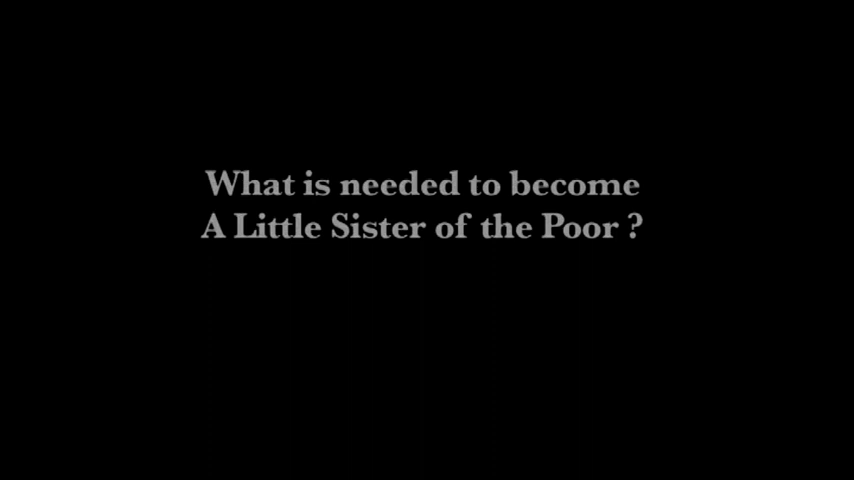 What is needed to become
A Little Sister of the Poor ?